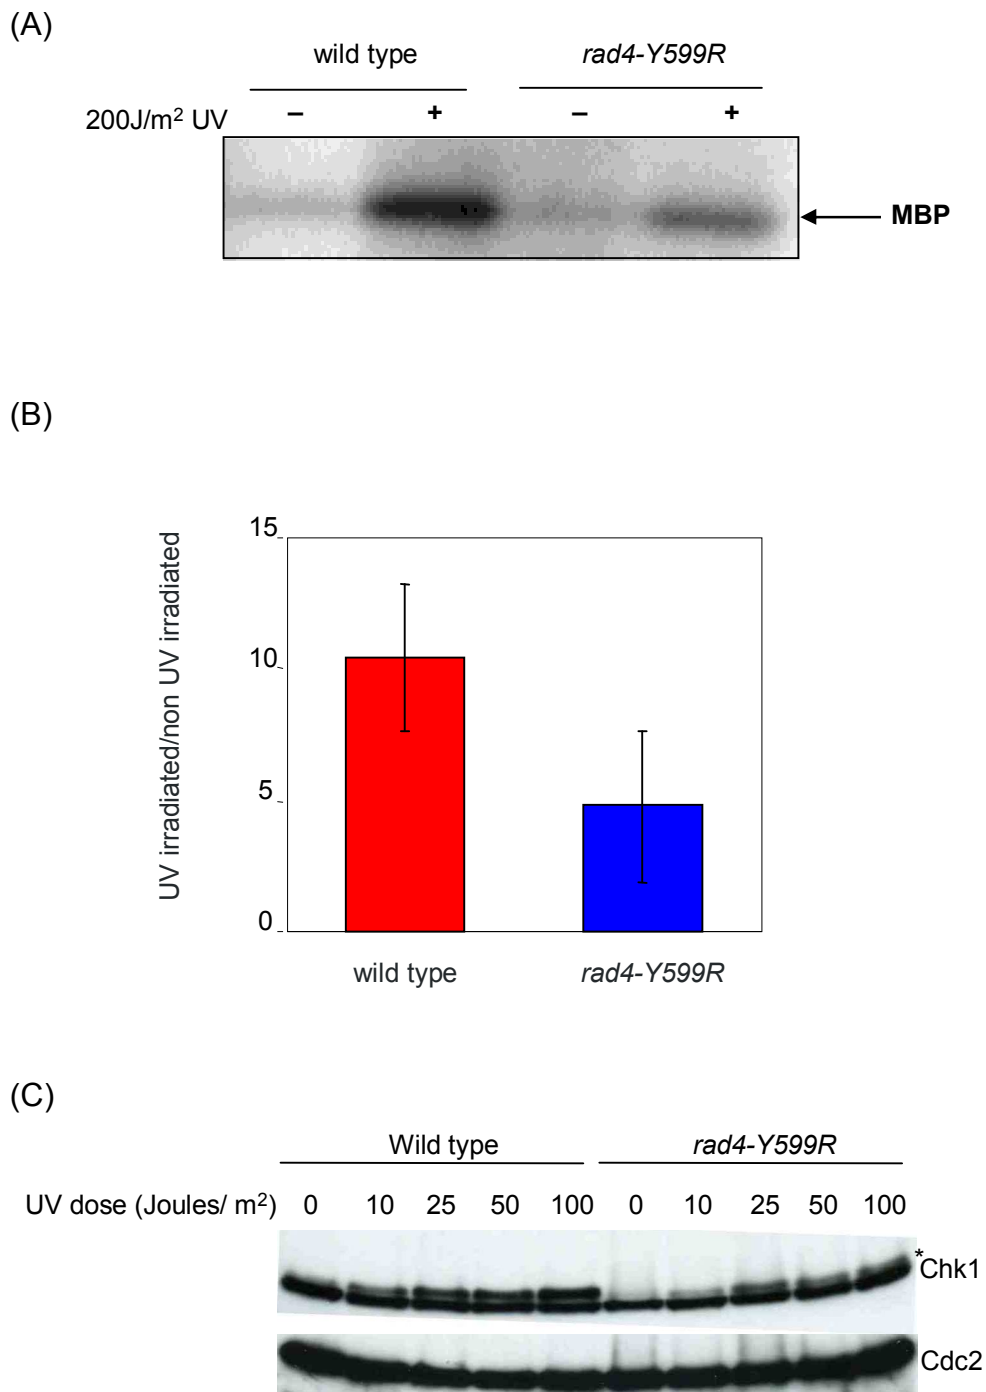 (A)
wild type rad4-Y599R
200J/m² UV – + – +
MBP
(B)
UV irradiated/non UV irradiated
15
10
5
0
wild type rad4-Y599R
(C)
Wild type rad4-Y599R
UV dose (Joules/ m²) 0 10 25 50 100 0 10 25 50 100
*
Chk1
Cdc2